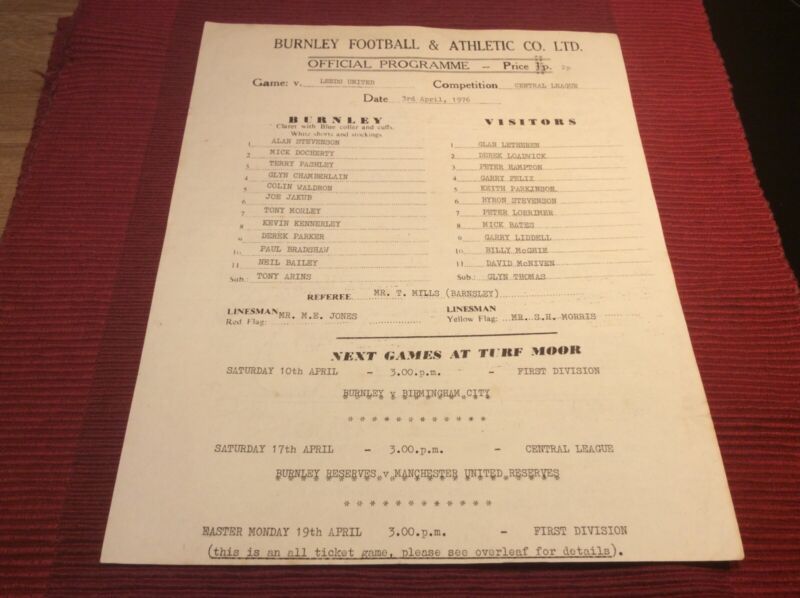 BURNLEY FOOTBALL & ATHLETIC CO. LTD.
OFFICIAL PROGRAMME – Price 2p
Game: v. LEEDS UNITED Competition CENTRAL LEAGUE
Date 3rd April, 1976
BURNLEY
Claret with Blue collar and cuffs.
White shorts and stockings
1. ALAN STEVENSON
2 MICK DOCHERTY
3 TERRY PASHLEY
4 GLYN CHAMBERLAIN
5 COLIN WALDRON
6 JOE JAKUB
7 TONY MORLEY
8 KEVIN KENNERLEY
9 DEREK PARKER
10. PAUL BRADSHAW
11 NEIL BAILEY
Sub.: TONY ARINS
VISITORS
1 GLAN LETHEREN
2 DEREK LOADWICK
3 PETER HAMPTON
4 GARRY FELIX
5 KEITH PARKINSON
6 BYRON STEVENSON
7 PETER LORRIMER
8 MICK BATES
9 GARRY LIDDELL
10 BILLY McGHIE
11 DAVID McNIVEN
Sub.: GLYN THOMAS
REFEREE MR. T. MILLS (BARNSLEY)
LINESMAN MR. M.E. JONES
Red Flag:
LINESMAN
Yellow Flag: MR. S.H. MORRIS
NEXT GAMES AT TURF MOOR
SATURDAY 10th APRIL - 3.00.p.m. - FIRST DIVISION
BURNLEY v BIRMINGHAM CITY
* * * * * * * * * * * *
SATURDAY 17th APRIL - 3.00.p.m. - CENTRAL LEAGUE
BURNLEY RESERVES v MANCHESTER UNITED RESERVES
* * * * * * * * * * * *
EASTER MONDAY 19th APRIL 3.00.p.m. - FIRST DIVISION
(this is an all ticket game, please see overleaf for details).